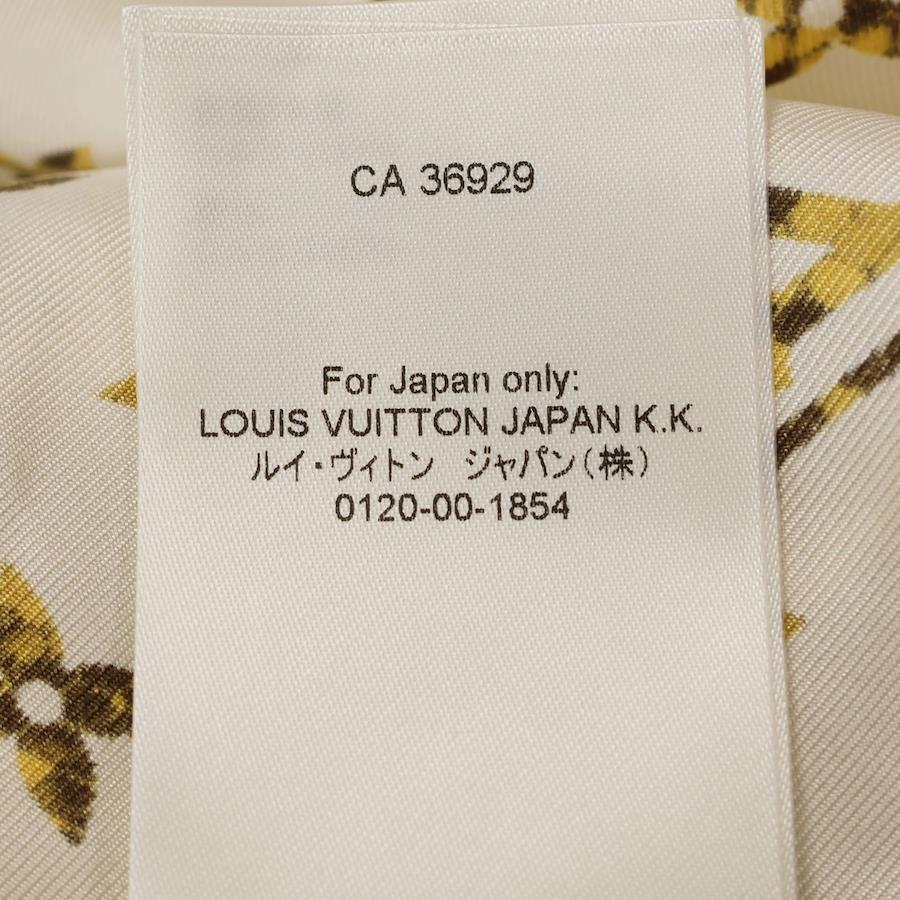 CA 36929
For Japan only:
LOUIS VUITTON JAPAN K.K.
ルイ・ヴィトン　ジャパン(株)
0120-00-1854